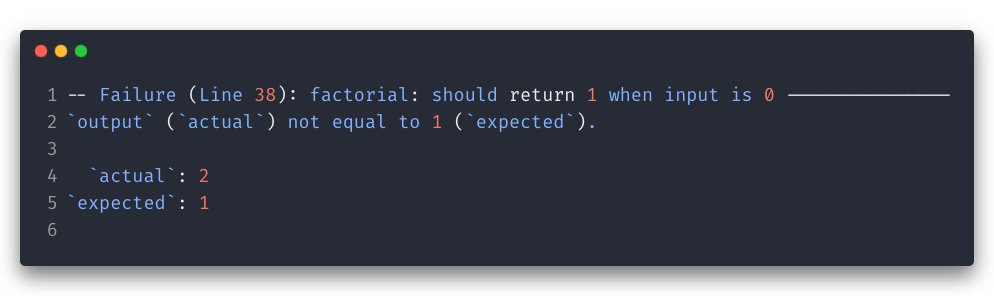 1 -- Failure (Line 38): factorial: should return 1 when input is 0 ───────────────
2 `output` (`actual`) not equal to 1 (`expected`).
3
4   `actual`: 2
5 `expected`: 1
6